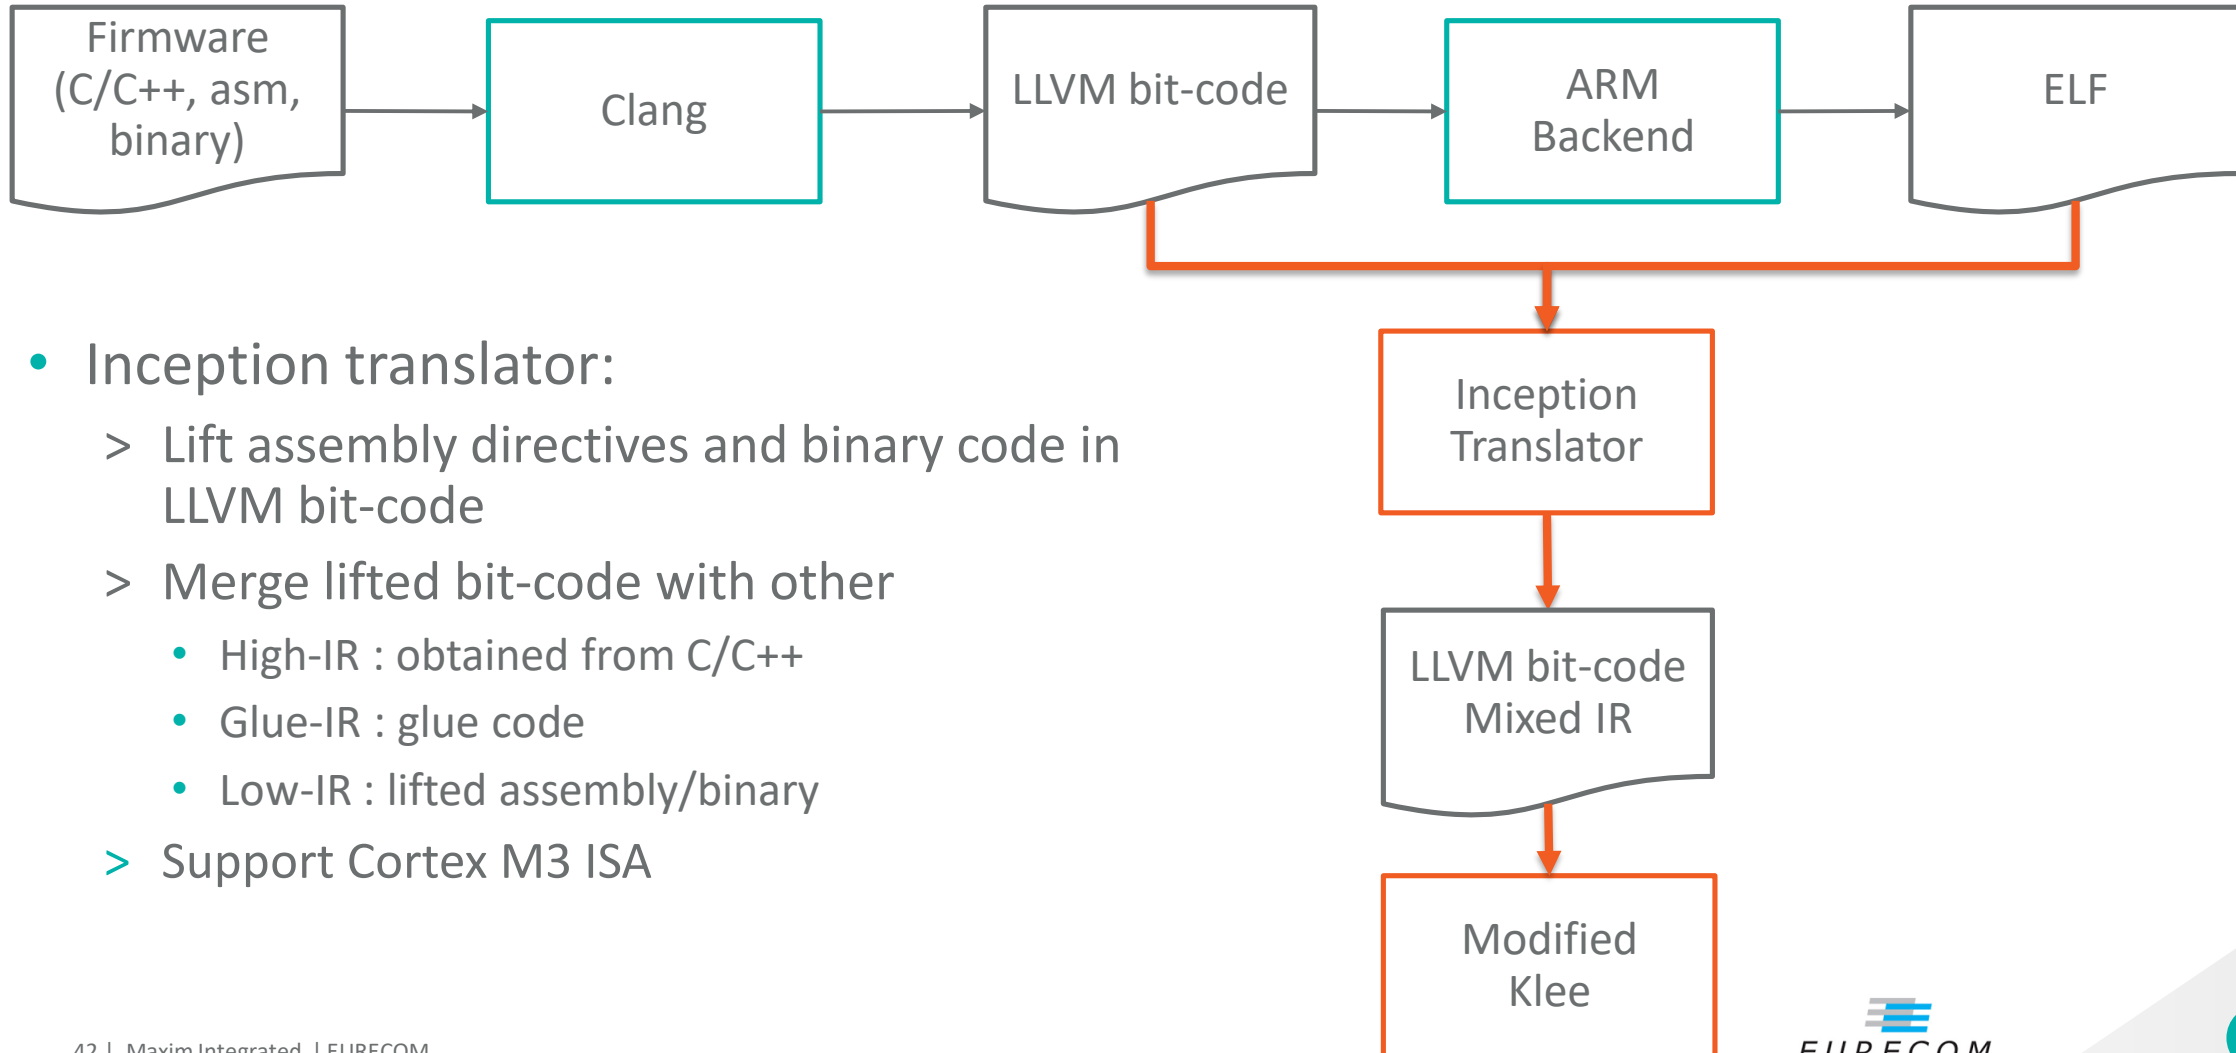 Firmware
(C/C++, asm,
binary)
Clang
LLVM bit-code
ARM
Backend
ELF
• Inception translator:
> Lift assembly directives and binary code in
LLVM bit-code
> Merge lifted bit-code with other
• High-IR : obtained from C/C++
• Glue-IR : glue code
• Low-IR : lifted assembly/binary
> Support Cortex M3 ISA
Inception
Translator
LLVM bit-code
Mixed IR
Modified
Klee
42 | Maxim Integrated | EURECOM
EURECOM